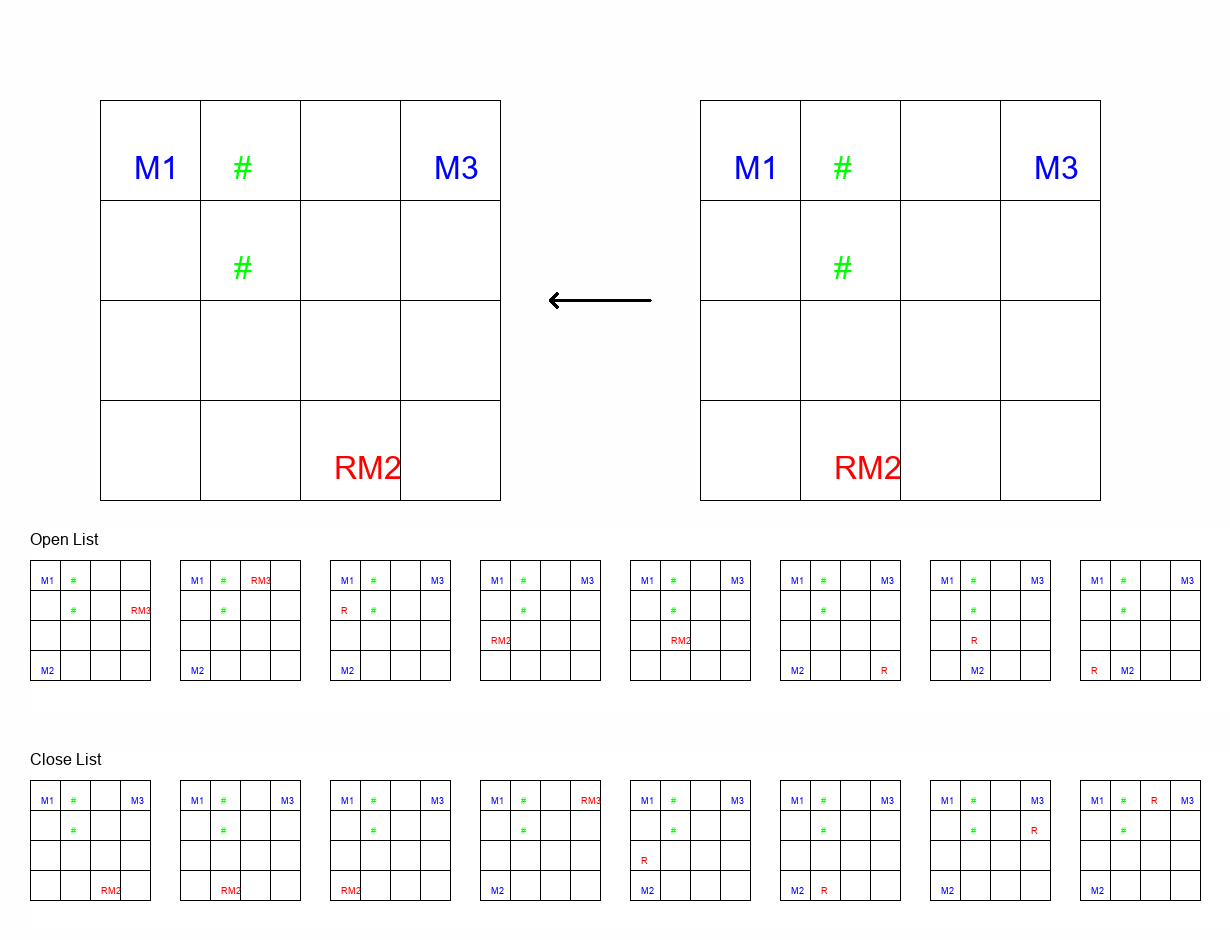 M1 # M3 M1 # M3
# #
RM2 RM2
Open List
M1 # M1 # RM3 M1 # M3 M1 # M3 M1 # M3 M1 # M3 M1 # M3 M1 # M3
# RM3 # R # # # # # #
RM2 RM2 R
M2 M2 M2 M2 R M2 R M2
Close List
M1 # M3 M1 # M3 M1 # M3 M1 # RM3 M1 # M3 M1 # M3 M1 # M3 M1 # R M3
# # # # # # # R #
R
RM2 RM2 RM2 M2 M2 M2 R M2 M2